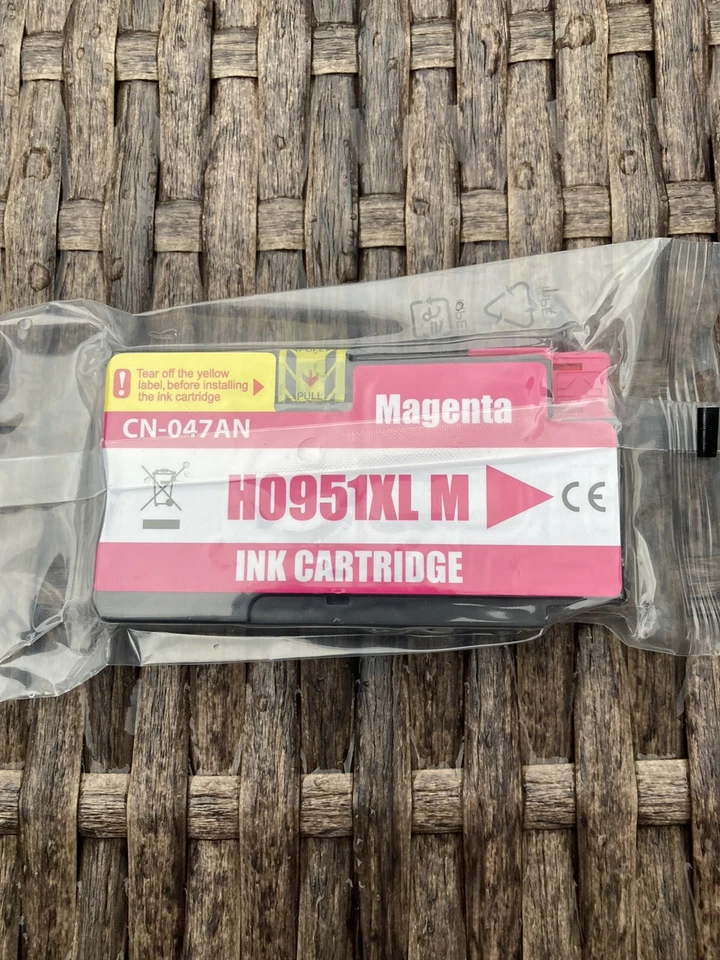 Tear off the yellow
label, before installing
the ink cartridge
PULL
CN-047AN
Magenta
H0951XL M
CE
INK CARTRIDGE